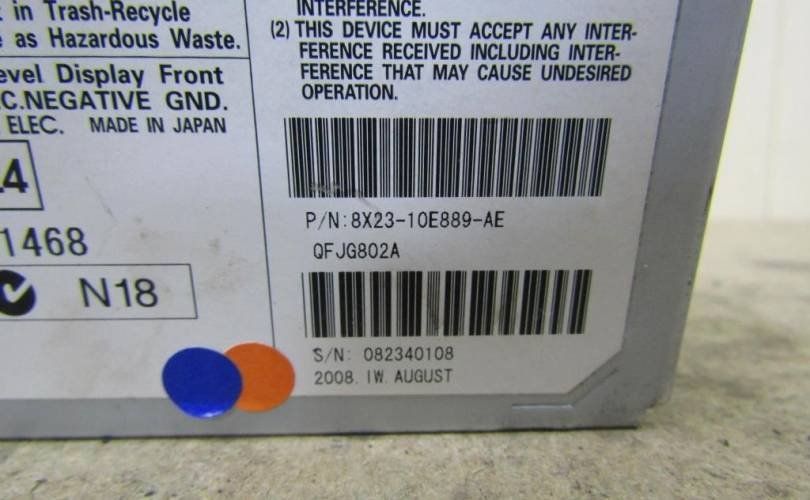 in Trash-Recycle
as Hazardous Waste.
evel Display Front
C.NEGATIVE GND.
ELEC. MADE IN JAPAN
4
1468
N18
INTERFERENCE.
(2) THIS DEVICE MUST ACCEPT ANY INTER-
FERENCE RECEIVED INCLUDING INTER-
FERENCE THAT MAY CAUSE UNDESIRED
OPERATION.
P/N:8X23-10E889-AE
QFJG802A
S/N: 082340108
2008. 1W. AUGUST